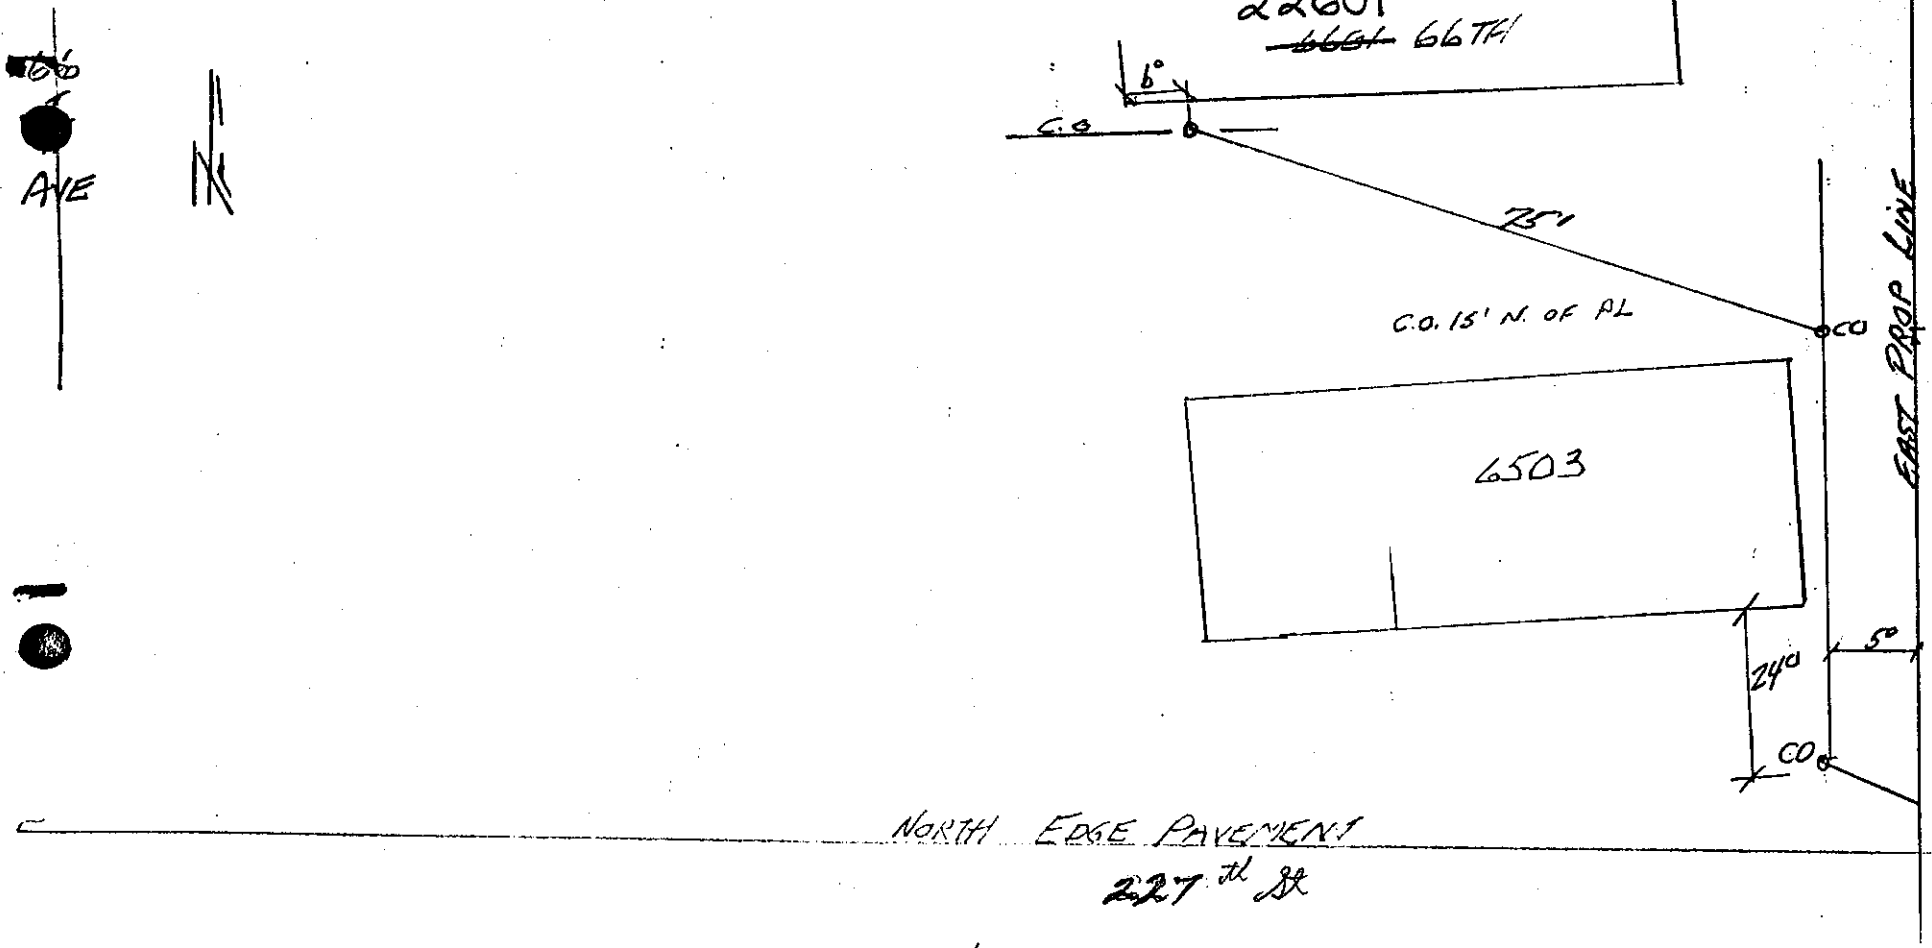 22601
6601 66TH
66
AVE
N
6°
C.O
75'
C.O. 15' N. OF PL
CO
EAST PROP LINE
6503
5°
24°
CO
NORTH EDGE PAVEMENT
227th St